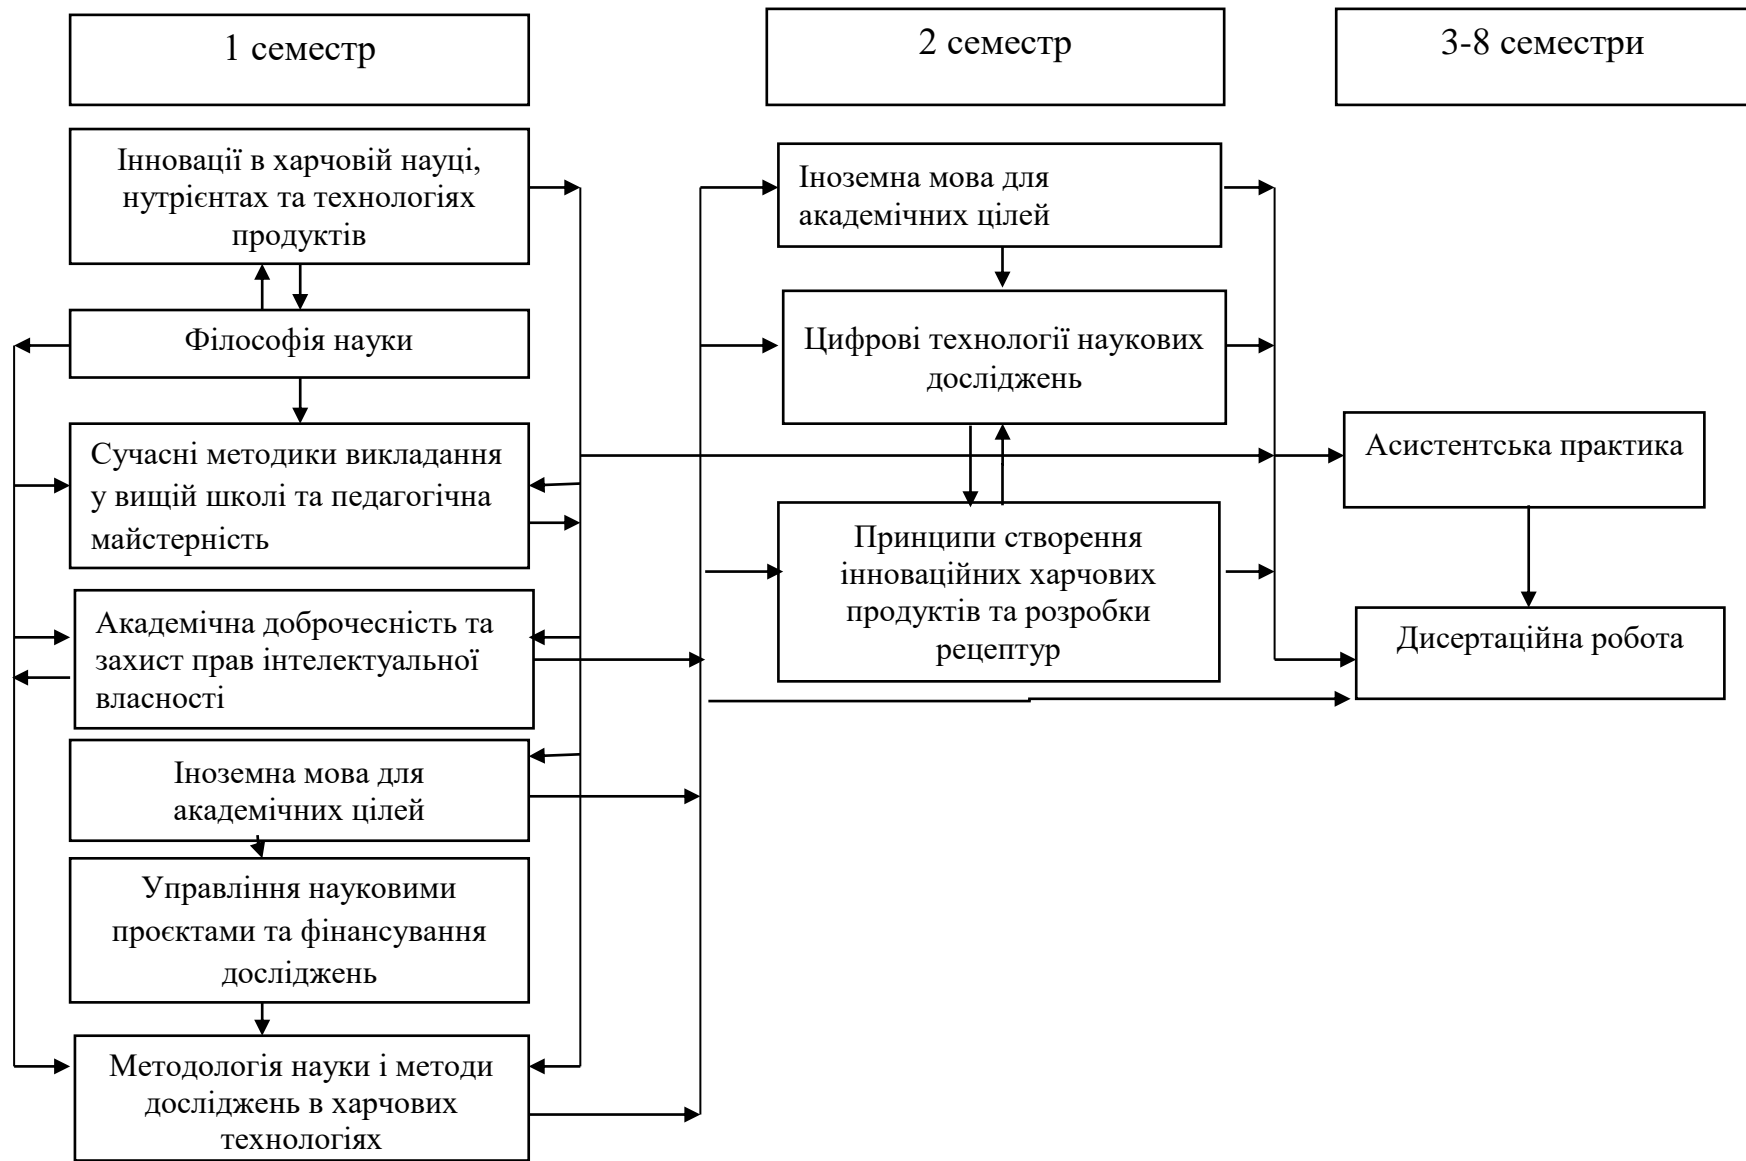 1 семестр
2 семестр
3-8 семестри
Інновації в харчовій науці,
нутрієнтах та технологіях
продуктів
Філософія науки
Сучасні методики викладання
у вищій школі та педагогічна
майстерність
Академічна доброчесність та
захист прав інтелектуальної
власності
Іноземна мова для
академічних цілей
Управління науковими
проєктами та фінансування
досліджень
Методологія науки і методи
досліджень в харчових
технологіях
Іноземна мова для
академічних цілей
Цифрові технології наукових
досліджень
Принципи створення
інноваційних харчових
продуктів та розробки
рецептур
Асистентська практика
Дисертаційна робота